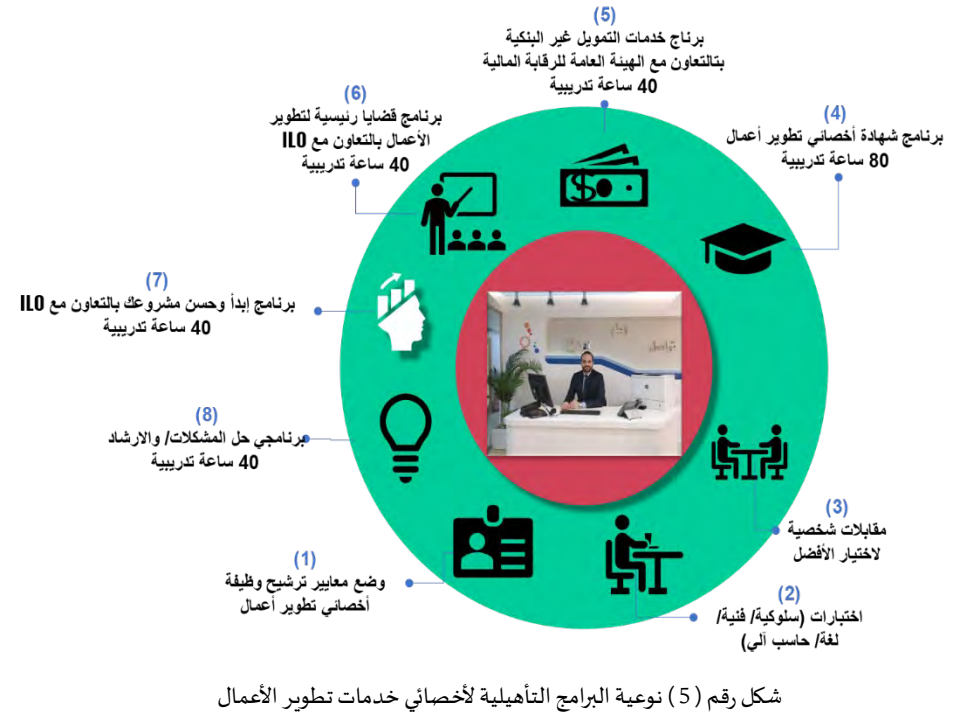 (5)
برناج خدمات التمويل غير البنكية
بتالتعاون مع الهيئة العامة للرقابة المالية
40 ساعة تدريبية
(6)
برنامج قضايا رئيسية لتطوير
الأعمال بالتعاون مع ILO
40 ساعة تدريبية
(4)
برنامج شهادة أخصائي تطوير أعمال
80 ساعة تدريبية
(7)
برنامج إبدأ وحسن مشروعك بالتعاون مع ILO
40 ساعة تدريبية
(8)
برنامجي حل المشكلات/ والارشاد
40 ساعة تدريبية
(3)
مقابلات شخصية
لاختيار الأفضل
(1)
وضع معايير ترشيح وظيفة
أخصائي تطوير أعمال
(2)
اختبارات (سلوكية/ فنية/
لغة/ حاسب آلي)
تواصل
شكل رقم ( 5 ) نوعية البرامج التأهيلية لأخصائي خدمات تطوير الأعمال